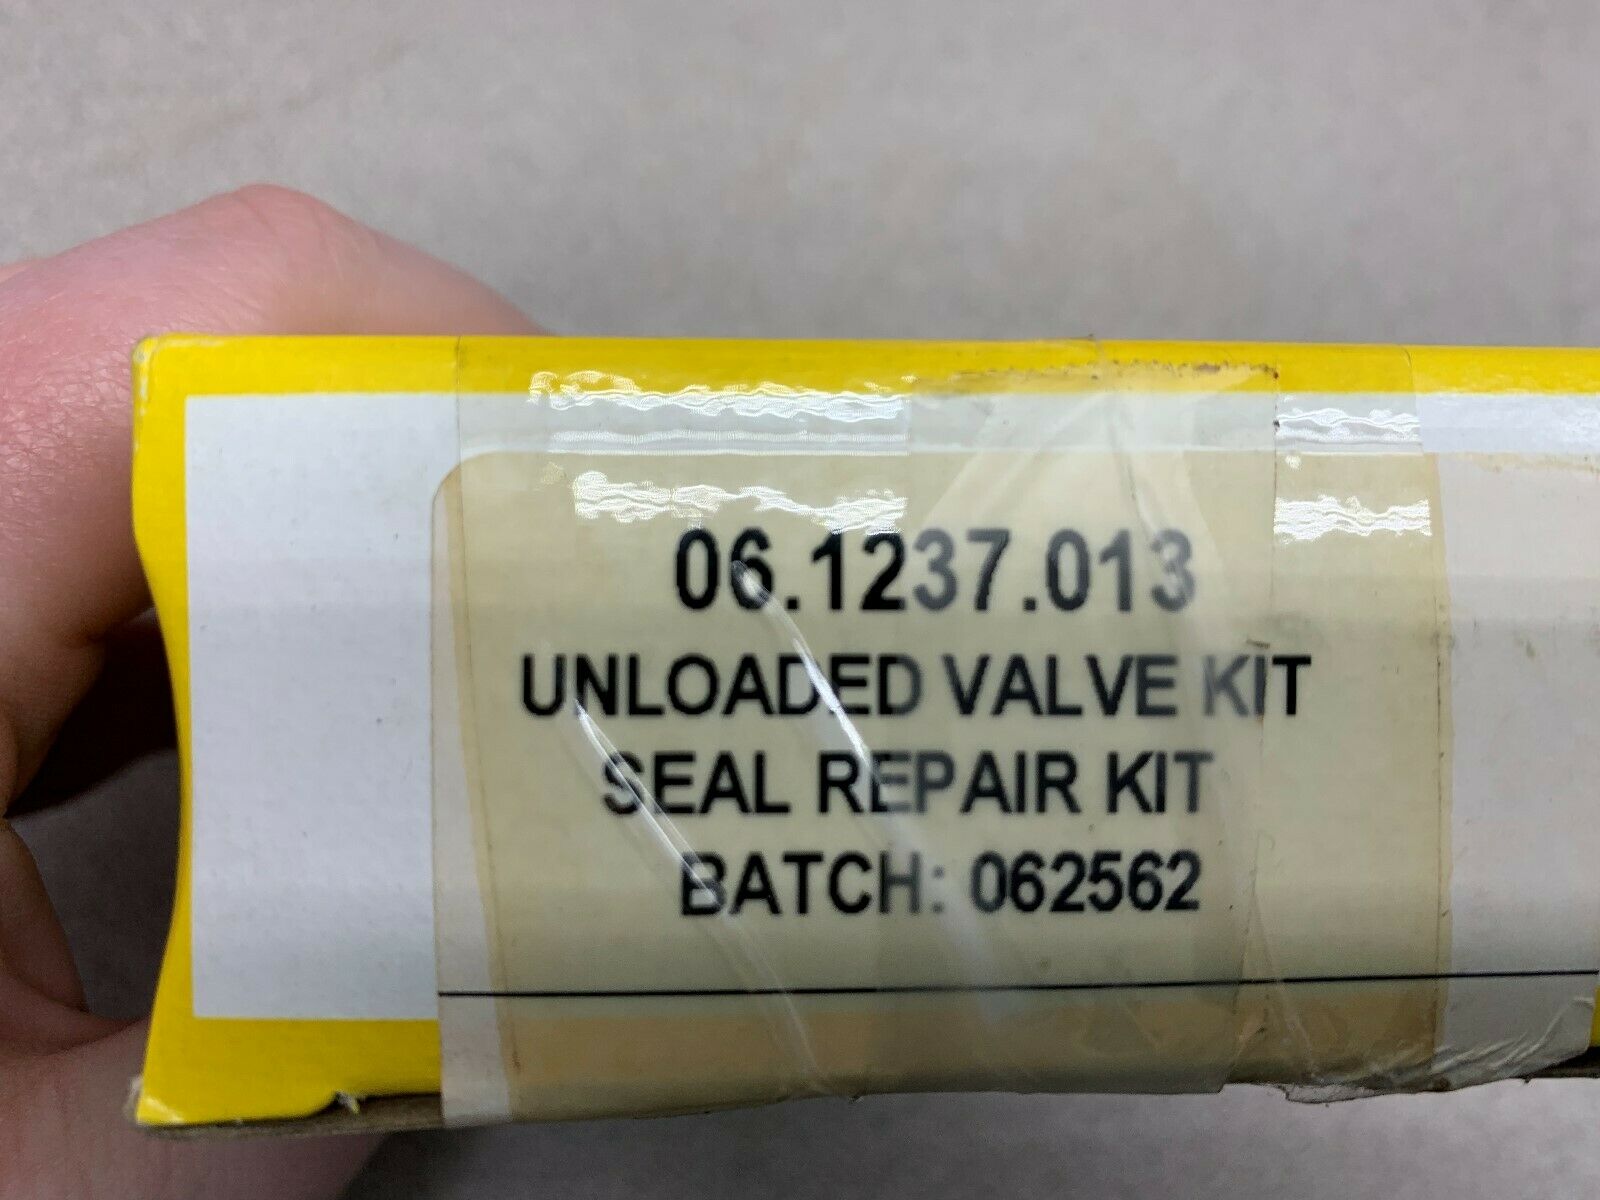 06.1237.013
UNLOADED VALVE KIT
SEAL REPAIR KIT
BATCH: 062562